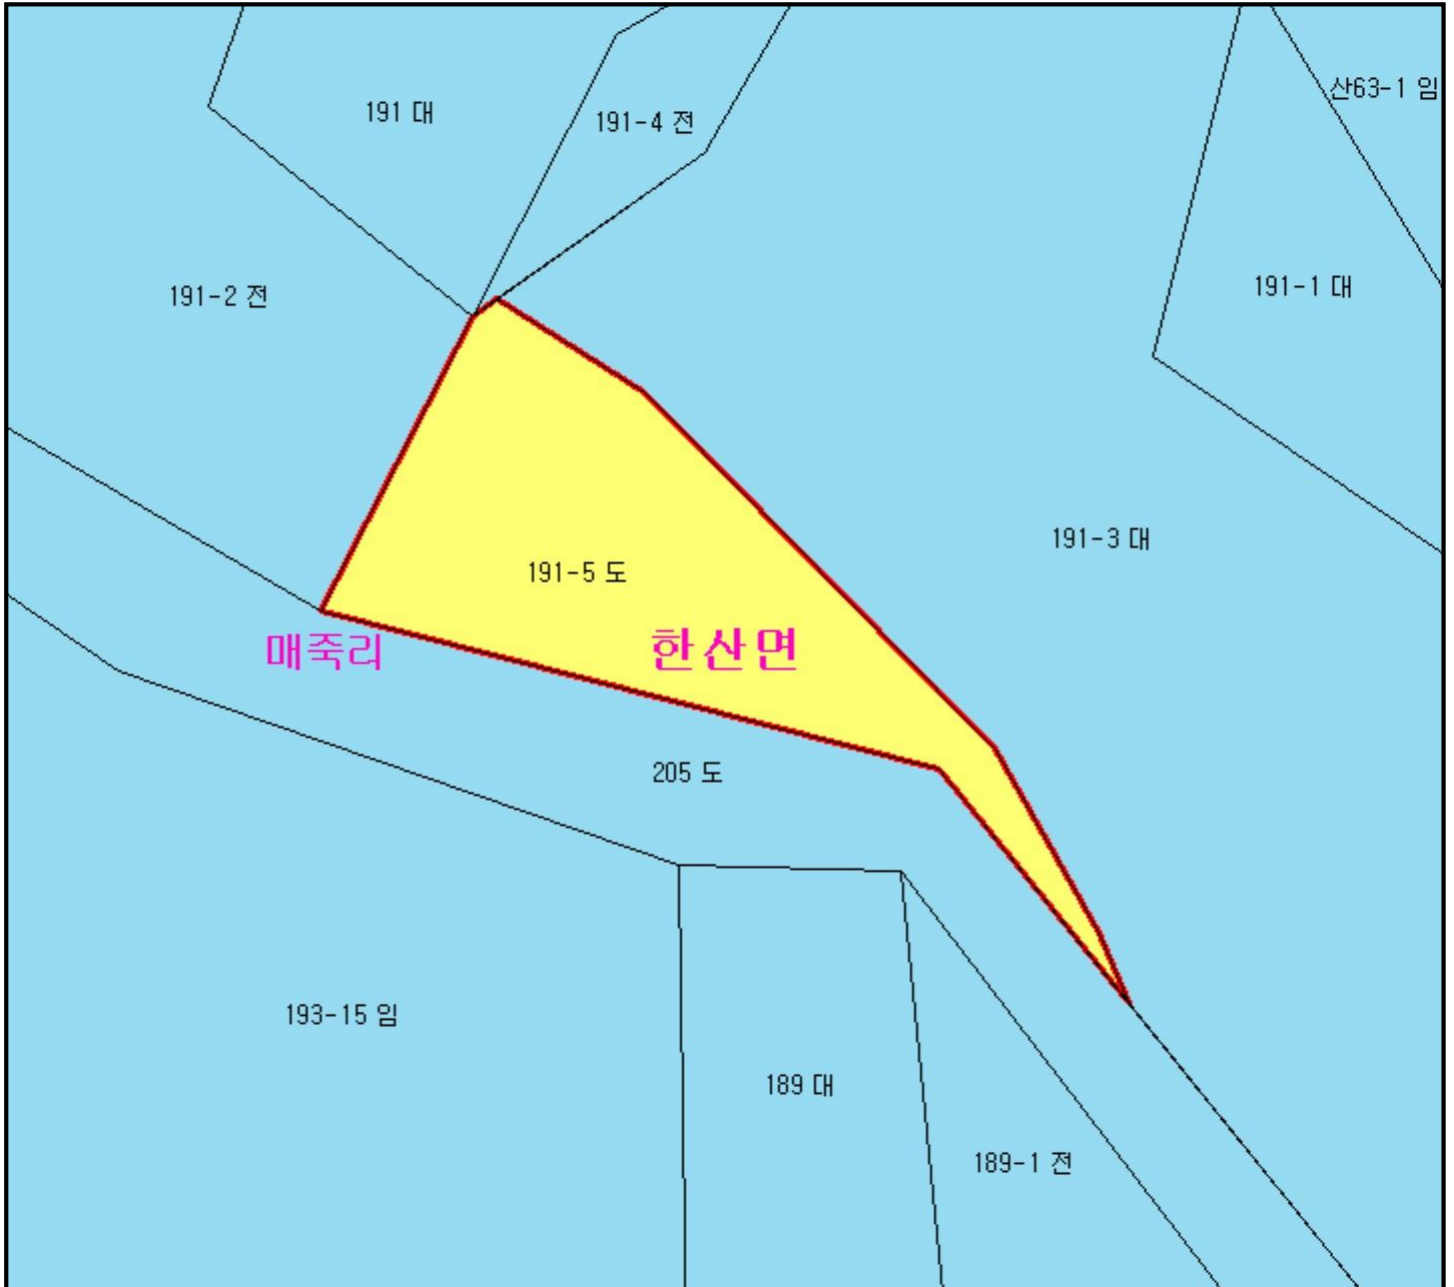 산63-1 임
191 대
191-4 전
191-2 전
191-1 대
191-3 대
191-5 도
매죽리
한산면
205 도
193-15 임
189 대
189-1 전